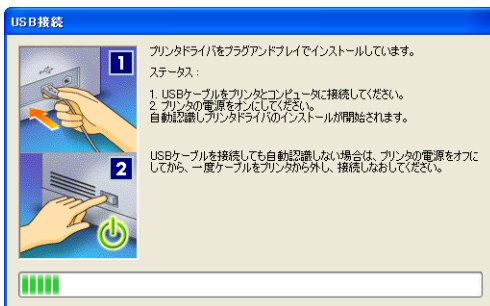 USB接続
1
プリンタドライバをプラグアンドプレイでインストールしています。
ステータス：
1. USBケーブルをプリンタとコンピュータに接続してください。
2. プリンタの電源をオンにしてください。
自動認識しプリンタドライバのインストールが開始されます。
2
USBケーブルを接続しても自動認識しない場合は、プリンタの電源をオフに
してから、一度ケーブルをプリンタから外し、接続しなおしてください。